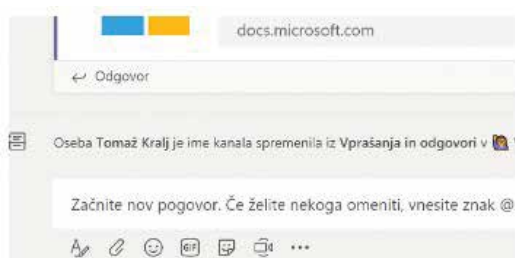 docs.microsoft.com
Odgovor
Oseba Tomaž Kralj je ime kanala spremenila iz Vprašanja in odgovori v
Začnite nov pogovor. Če želite nekoga omeniti, vnesite znak @
GIF